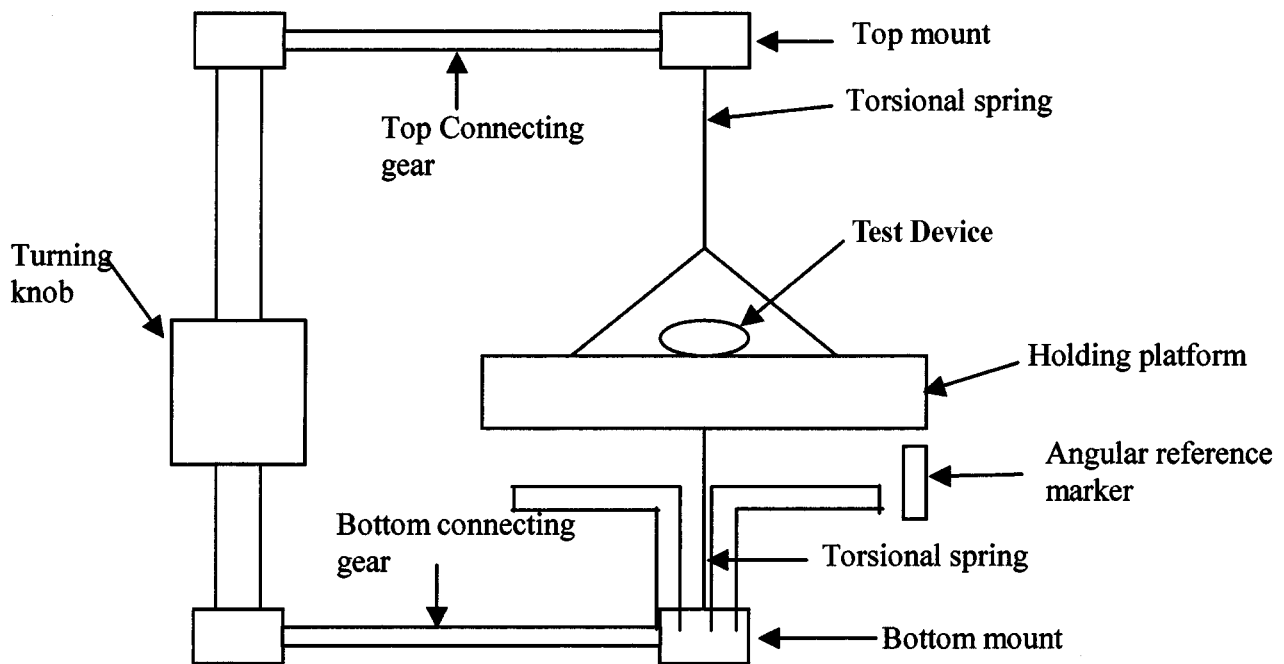 Top mount
Torsional spring
Top Connecting
gear
Test Device
Turning
knob
Holding platform
Angular reference
marker
Bottom connecting
gear
Torsional spring
Bottom mount